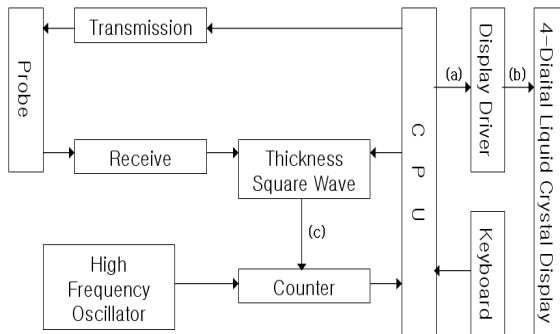 Transmission
Probe
Receive
Thickness
Square Wave
(c)
High
Frequency
Oscillator
Counter
C P U
(a)
Display Driver
(b)
Keyboard
4-Diaital Liquid Crystal Display